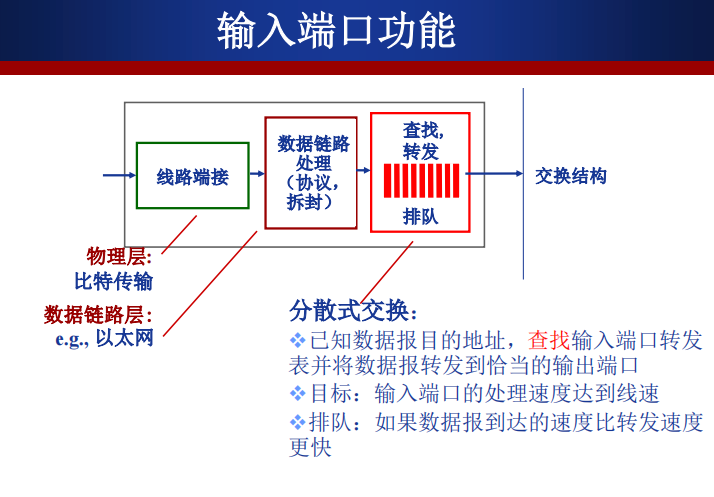 输入端口功能
线路端接
数据链路
处理
（协议，
拆封）
查找,
转发
排队
交换结构
物理层:
比特传输
数据链路层:
e.g., 以太网
分散式交换：
❖已知数据报目的地址，查找输入端口转发
表并将数据报转发到恰当的输出端口
❖目标：输入端口的处理速度达到线速
❖排队：如果数据报到达的速度比转发速度
更快